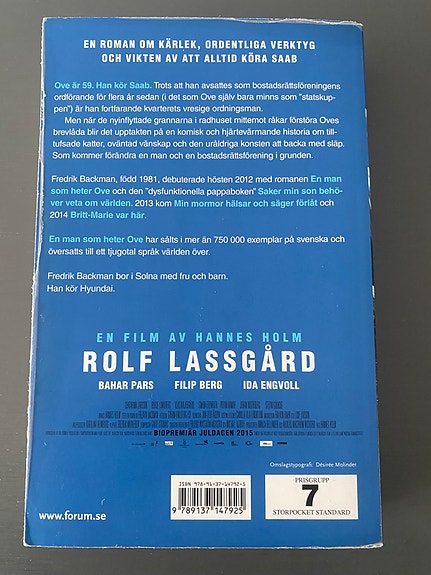 EN ROMAN OM KÄRLEK, ORDENTLIGA VERKTYG
OCH VIKTEN AV ATT ALLTID KÖRA SAAB
Ove är 59. Han kör Saab. Trots att han avsattes som bostadsrättsföreningens
ordförande för flera år sedan (i det som Ove själv bara minns som "statskup-
pen") är han fortfarande kvarterets vresige ordningsman.
Men när de nyinflyttade grannarna i radhuset mittemot råkar förstöra Oves
brevlåda blir det upptakten på en komisk och hjärtevärmande historia om till-
tufsade katter, oväntad vänskap och den uråldriga konsten att backa med släp.
Som kommer förändra en man och en bostadsrättsförening i grunden.
Fredrik Backman, född 1981, debuterade hösten 2012 med romanen En man
som heter Ove och den "dysfunktionella pappaboken" Saker min son behö-
ver veta om världen. 2013 kom Min mormor hälsar och säger förlåt och
2014 Britt-Marie var här.
En man som heter Ove har sålts i mer än 750 000 exemplar på svenska och
översatts till ett tjugotal språk världen över.
Fredrik Backman bor i Solna med fru och barn.
Han kör Hyundai.
EN FILM AV HANNES HOLM
ROLF LASSGÅRD
BAHAR PARS FILIP BERG IDA ENGVOLL
BIOPREMIÄR JULDAGEN 2015
Omslagstypografi: Désirée Molinder
ISBN 978-91-37-14792-5
9 789137 147925
PRISGRUPP
7
STORPOCKET STANDARD
www.forum.se